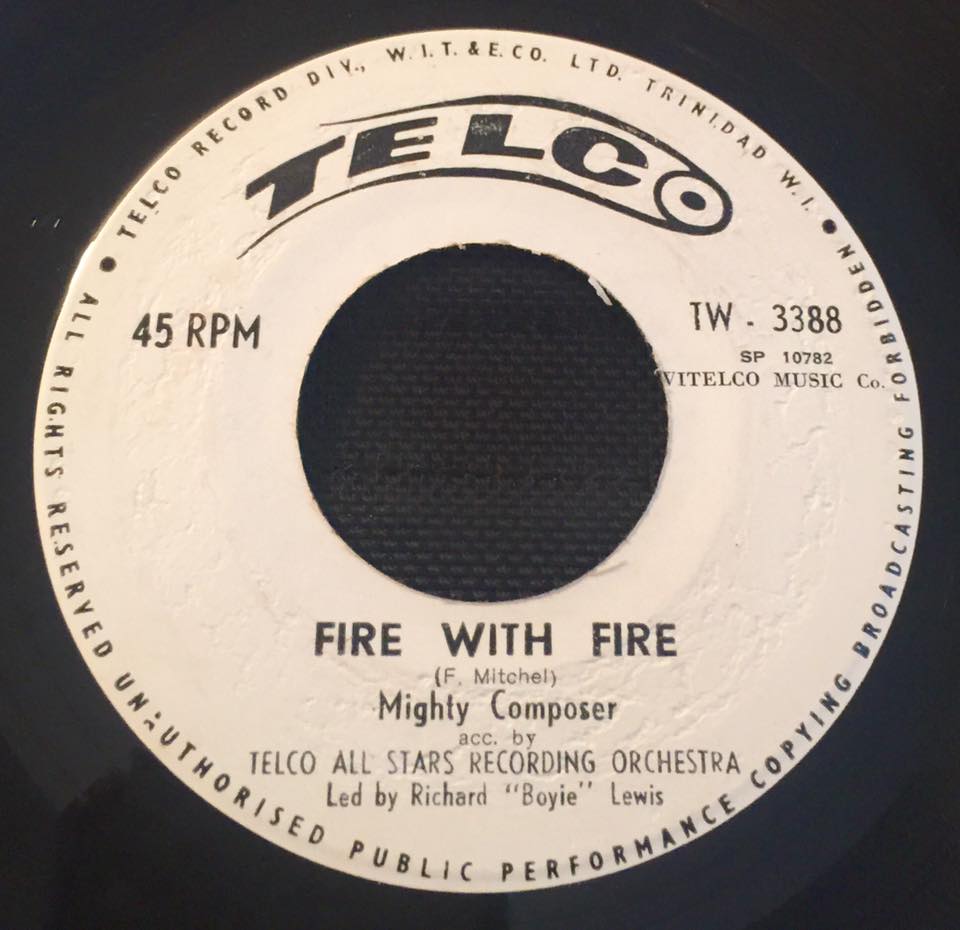 TELCO RECORD DIV., W.I.T. & E. CO. LTD. TRINIDAD W.I.
TELCO
45 RPM
TW - 3388
SP 10782
VITELCO MUSIC Co.
FIRE WITH FIRE
(F. Mitchel)
Mighty Composer
acc. by
TELCO ALL STARS RECORDING ORCHESTRA
Led by Richard "Boyie" Lewis
ALL RIGHTS RESERVED UNAUTHORISED PUBLIC PERFORMANCE COPYING BROADCASTING FORBIDDEN